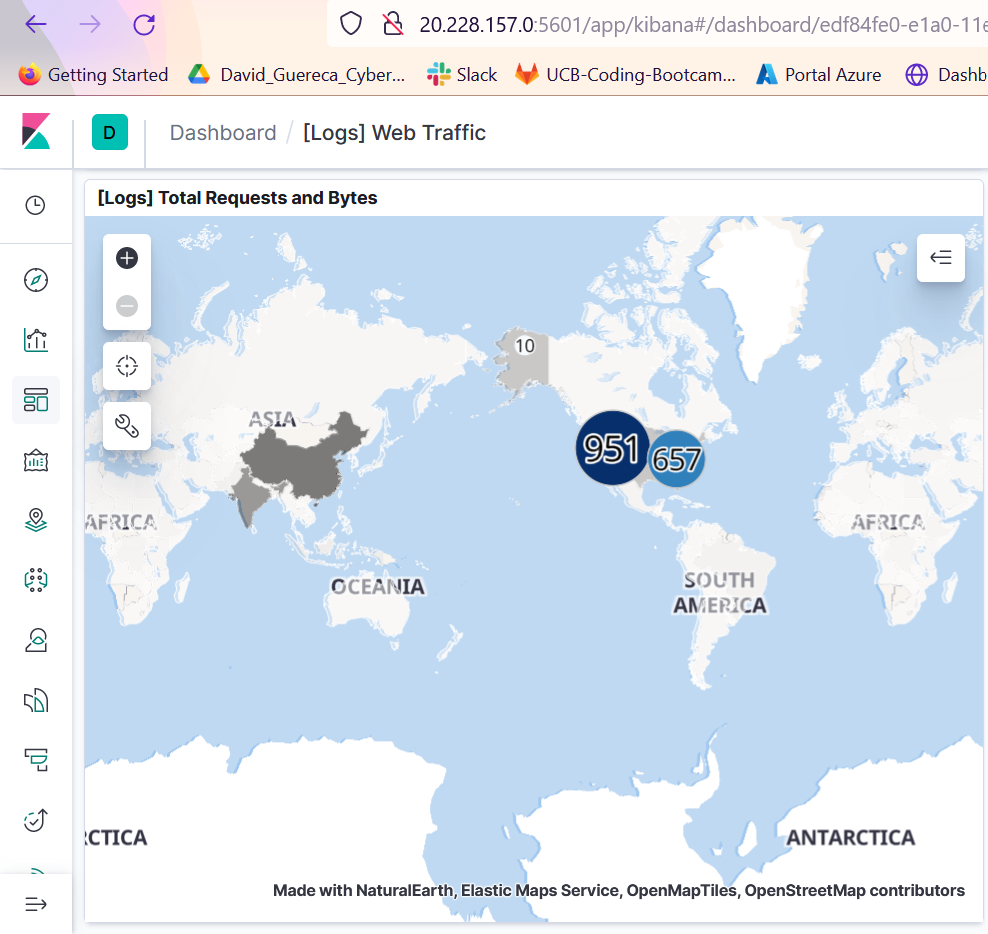 20.228.157.0:5601/app/kibana#/dashboard/edf84fe0-e1a0-11e
Getting Started David_Guereca_Cyber... Slack UCB-Coding-Bootcam... Portal Azure Dashb
D Dashboard / [Logs] Web Traffic
[Logs] Total Requests and Bytes
10
ASIA
951
657
AFRICA
AFRICA
OCEANIA
SOUTH
AMERICA
RCTICA
ANTARCTICA
Made with NaturalEarth, Elastic Maps Service, OpenMapTiles, OpenStreetMap contributors